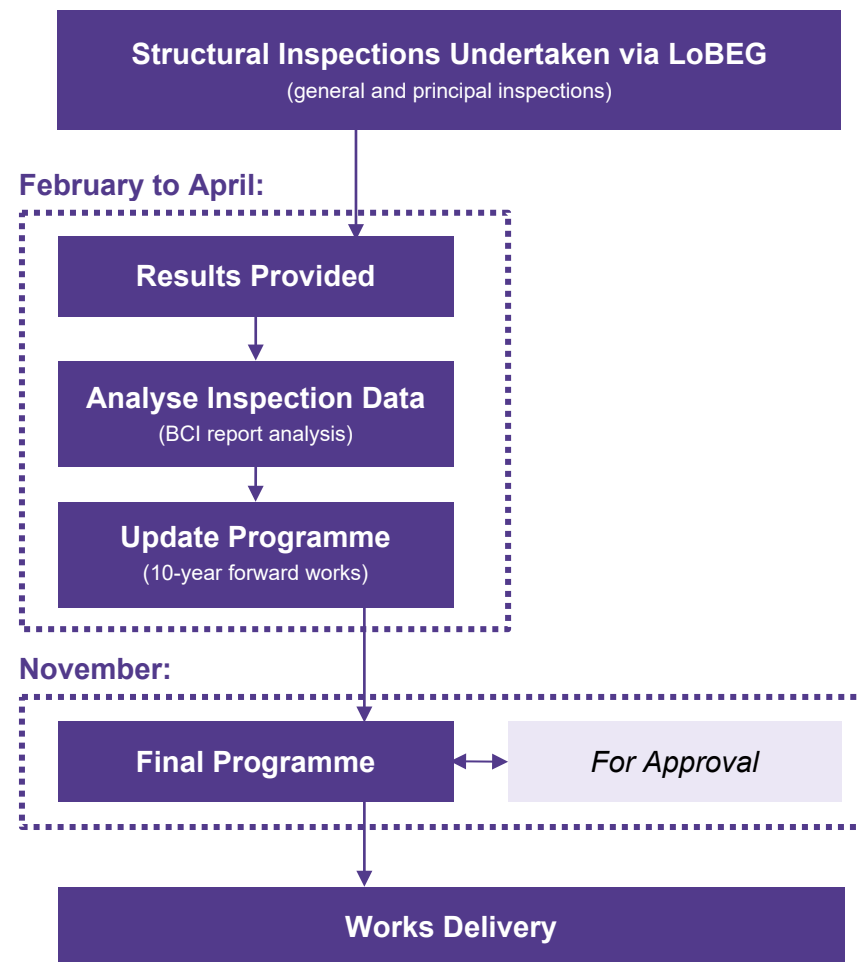 Structural Inspections Undertaken via LoBEG
(general and principal inspections)
February to April:
Results Provided
Analyse Inspection Data
(BCI report analysis)
Update Programme
(10-year forward works)
November:
Final Programme
For Approval
Works Delivery